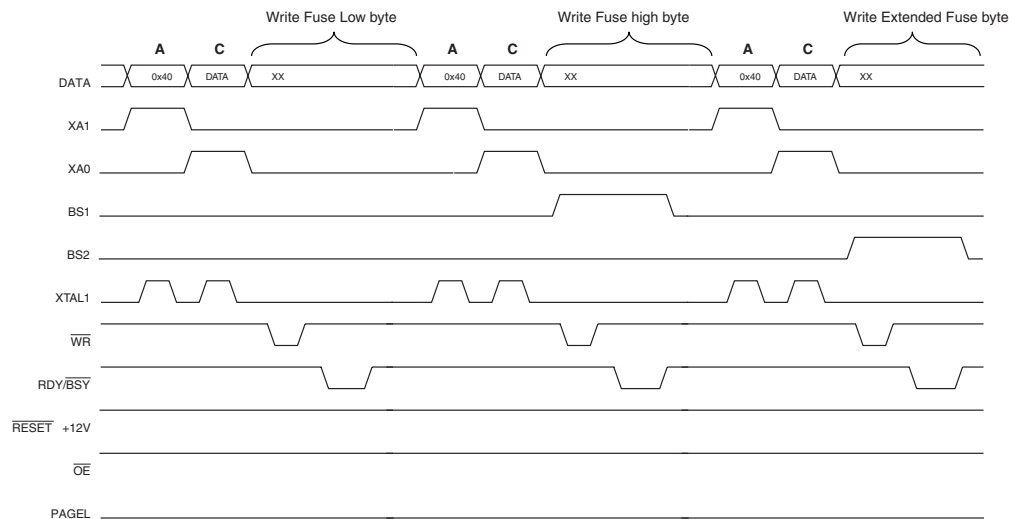 Write Fuse Low byte Write Fuse high byte Write Extended Fuse byte
A C A C A C
DATA 0x40 DATA XX 0x40 DATA XX 0x40 DATA XX
XA1
XA0
BS1
BS2
XTAL1
WR
RDY/BSY
RESET +12V
OE
PAGEL